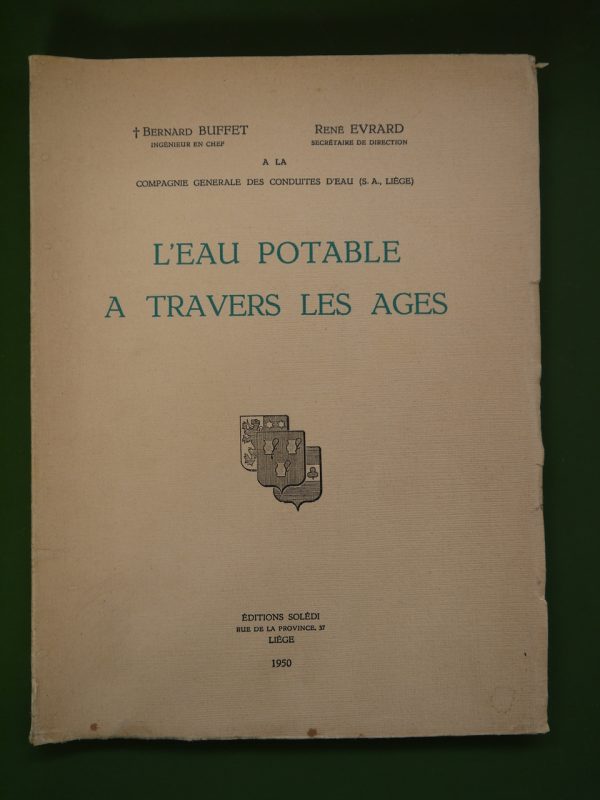 † BERNARD BUFFET RENÉ EVRARD
INGÉNIEUR EN CHEF SECRÉTAIRE DE DIRECTION
A LA
COMPAGNIE GENERALE DES CONDUITES D'EAU (S. A., LIÉGE)
L'EAU POTABLE
A TRAVERS LES AGES
ÉDITIONS SOLÉDI
RUE DE LA PROVINCE, 37
LIÉGE
1950